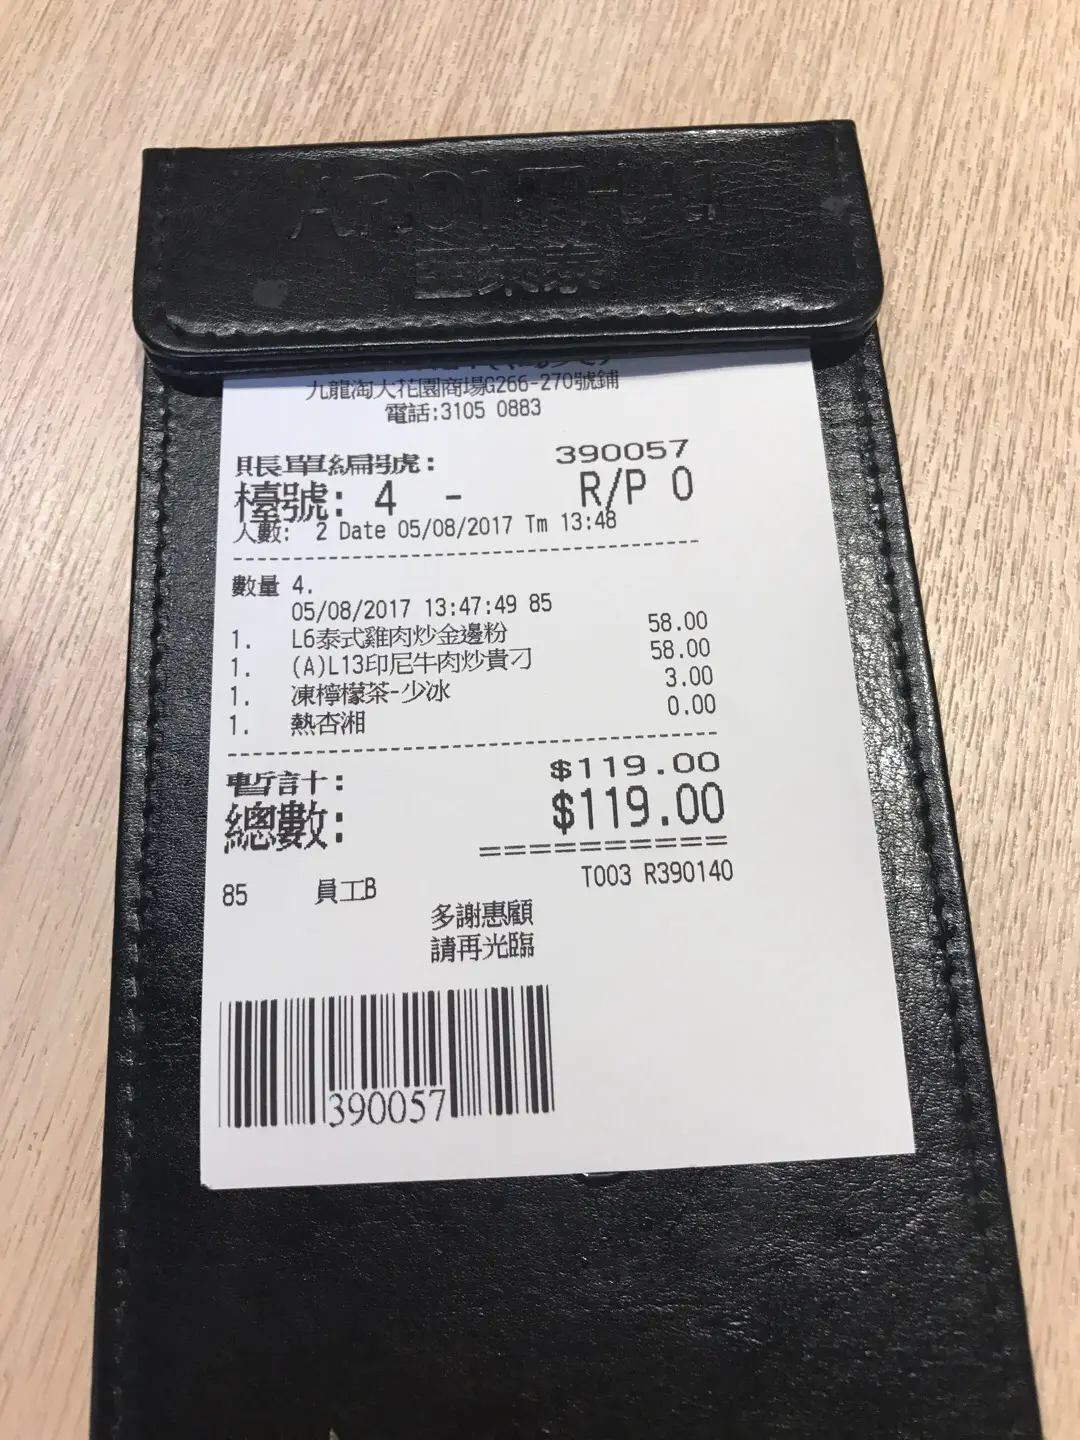 九龍淘大花園商場G266-270號鋪
電話:3105 0883
賬單編號: 390057
檯號: 4 - R/P 0
人數: 2 Date 05/08/2017 Tm 13:48
數量 4.
05/08/2017 13:47:49 85
1. L6泰式雞肉炒金邊粉 58.00
1. (A)L13印尼牛肉炒貴刁 58.00
1. 凍檸檬茶-少冰 3.00
1. 熱杏湘 0.00
暫計: $119.00
總數: $119.00
==========
85 員工B T003 R390140
多謝惠顧
請再光臨
390057